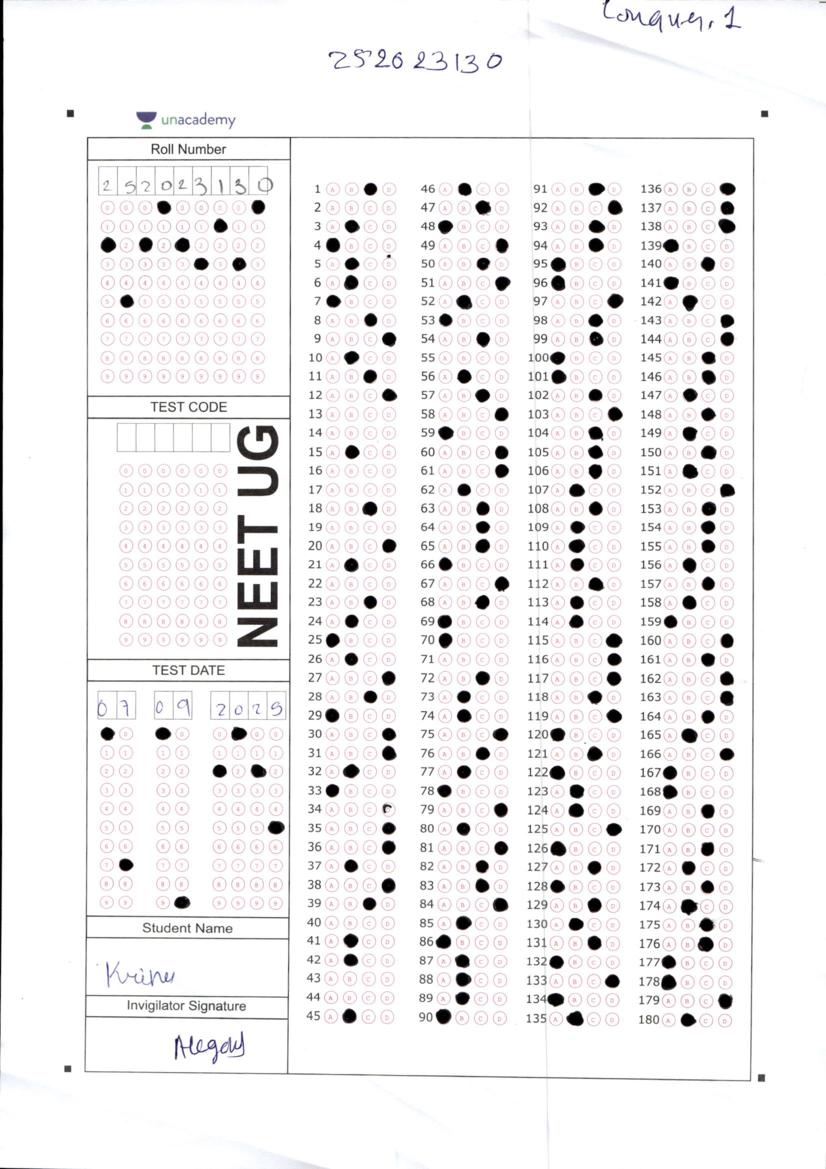 Conquer. 1
252023130
unacademy
Roll Number
2 5 2 0 2 3 1 3 0
TEST CODE
NEET UG
TEST DATE
0 7 0 9 2 0 2 5
Student Name
Invigilator Signature
1 A B D 46 A C D 91 A B D 136 A B C
2 A B C D 47 A B D 92 A B C 137 A B C
3 A C D 48 B C D 93 A B D 138 A B C
4 B C D 49 A B C 94 A B D 139 B C D
5 A C D 50 A B D 95 B C D 140 A B D
6 A C D 51 A B C 96 B C D 141 B C D
7 B C D 52 A C D 97 A B C 142 A C D
8 A B D 53 B C D 98 A B D 143 A B C
9 A B C 54 A B D 99 A B D 144 A B C
10 A C D 55 A B C D 100 B C D 145 A B D
11 A B D 56 A C D 101 B C D 146 A B D
12 A B C 57 A B D 102 A B D 147 A C D
13 A B C D 58 A B C 103 A B C 148 A B D
14 A B C D 59 B C D 104 A B D 149 A C D
15 A C D 60 A B C 105 A B D 150 A B D
16 A B C D 61 A B C 106 A B D 151 A C D
17 A B C D 62 A C D 107 A C D 152 A B C
18 A B D 63 A B D 108 A B D 153 A B D
19 A B C D 64 A B D 109 A C D 154 A B D
20 A B C 65 A B D 110 A C D 155 A B D
21 A C D 66 B C D 111 A C D 156 A C D
22 A B C D 67 A B C 112 A B D 157 A B D
23 A B D 68 A B D 113 A C D 158 A C D
24 A C D 69 B C D 114 A C D 159 B C D
25 B C D 70 B C D 115 A B C 160 A B C
26 A C D 71 A B C D 116 A B C 161 A B D
27 A B C 72 A B D 117 A B C 162 A B C
28 A B D 73 A C D 118 A B D 163 A B C
29 B C D 74 A C D 119 A B C 164 A B D
30 A B C 75 A B C 120 B C D 165 A C D
31 A B C 76 A B D 121 A B D 166 A B C
32 A C D 77 A C D 122 B C D 167 B C D
33 B C D 78 B C D 123 A C D 168 B C D
34 A B C 79 A B C 124 A C D 169 A B D
35 A B C 80 A C D 125 A B C 170 A B C D
36 A B C 81 A B C 126 B C D 171 A B D
37 A C D 82 A B D 127 A B D 172 A C D
38 A B C 83 A B D 128 B C D 173 A B D
39 A B D 84 A B C 129 A B D 174 A C D
40 A B C D 85 A C D 130 A C D 175 A B D
41 A C D 86 B C D 131 A B D 176 A B D
42 A C D 87 A C D 132 B C D 177 B C D
43 A B C D 88 A C D 133 A B C 178 B C D
44 A B C D 89 A C D 134 B C D 179 A B C
45 A C D 90 B C D 135 A C D 180 A C D